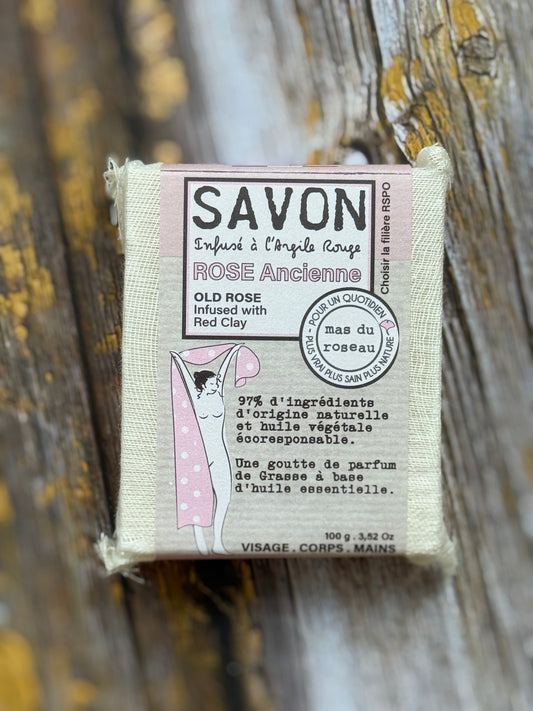 SAVON
Infusé à l'Argile Rouge
ROSE Ancienne
OLD ROSE
Infused with
Red Clay
Choisir la filière RSPO
POUR UN QUOTIDIEN
mas du
roseau
- PLUS VRAI PLUS SAIN PLUS NATURE -
97% d'ingrédients
d'origine naturelle
et huile végétale
écoresponsable.
Une goutte de parfum
de Grasse à base
d'huile essentielle.
100 g . 3,52 Oz
VISAGE . CORPS . MAINS